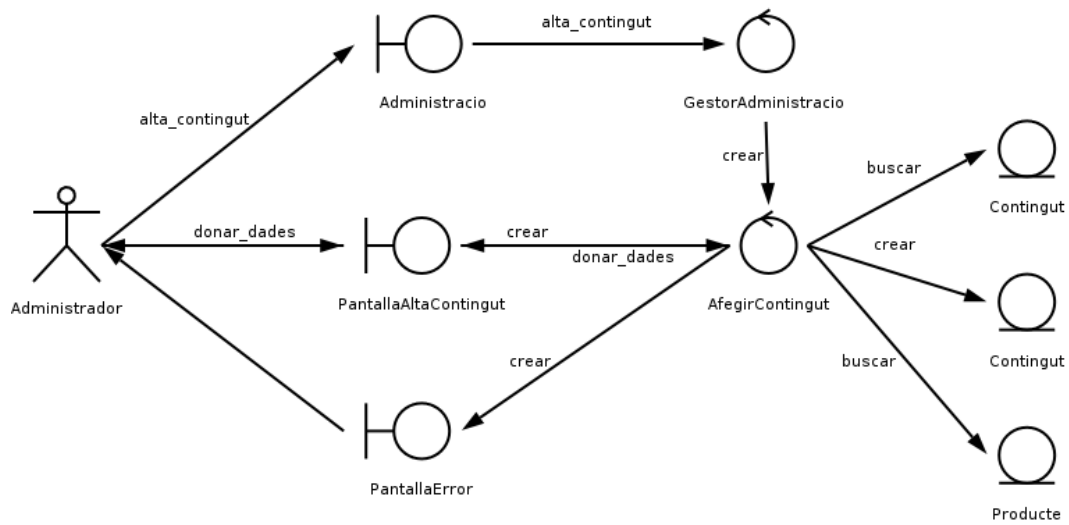 alta_contingut
Administracio
GestorAdministracio
alta_contingut
crear
buscar
Contingut
donar_dades
crear
donar_dades
crear
Administrador
PantallaAltaContingut
AfegirContingut
crear
buscar
Contingut
PantallaError
Producte